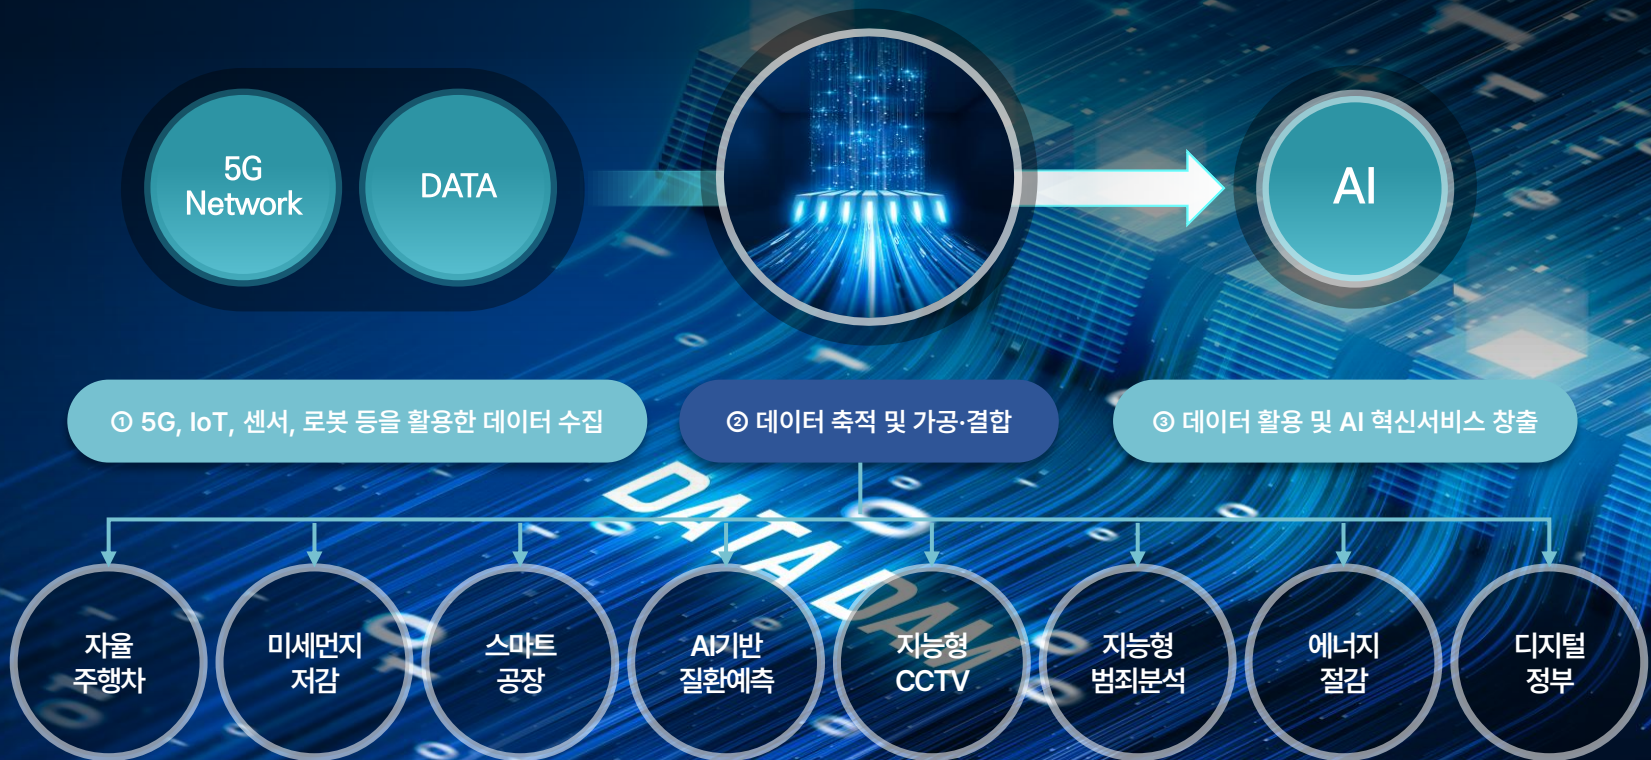 5G
Network
DATA
AI
① 5G, IoT, 센서, 로봇 등을 활용한 데이터 수집
② 데이터 축적 및 가공·결합
③ 데이터 활용 및 AI 혁신서비스 창출
DATA DAM
자율
주행차
미세먼지
저감
스마트
공장
AI기반
질환예측
지능형
CCTV
지능형
범죄분석
에너지
절감
디지털
정부